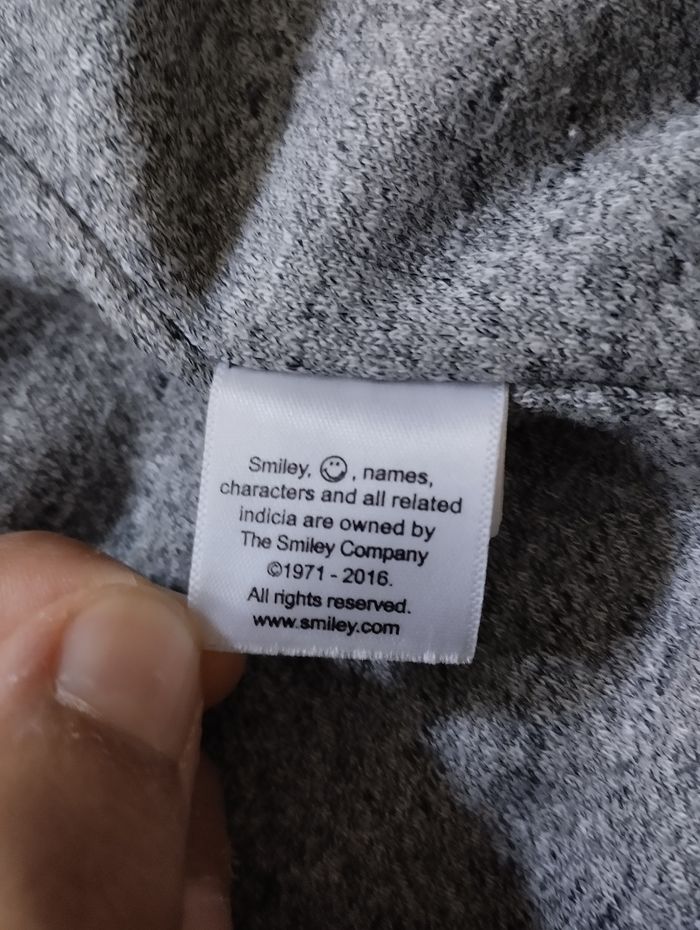 Smiley, ☺, names,
characters and all related
indicia are owned by
The Smiley Company
©1971 - 2016.
All rights reserved.
www.smiley.com